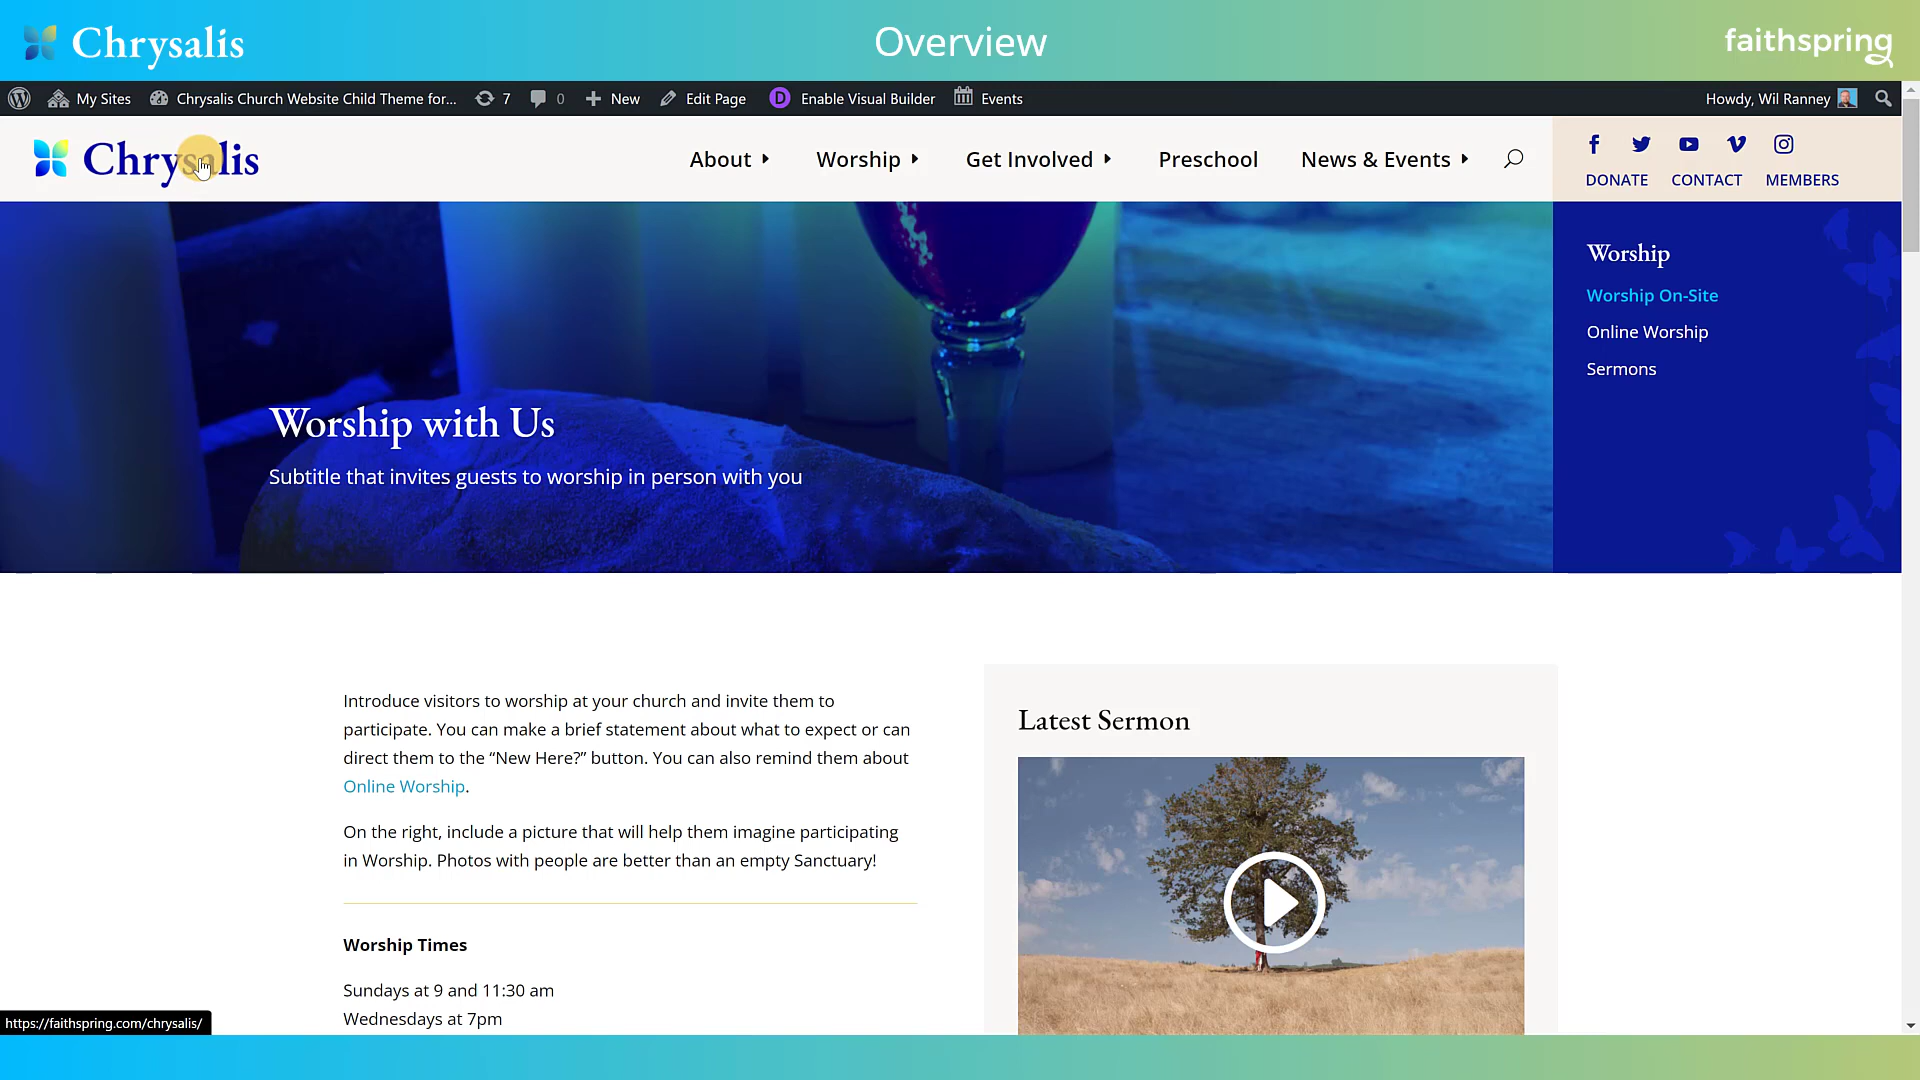 Chrysalis
Overview
faithspring
My Sites
Chrysalis Church Website Child Theme for...
7
0
New
Edit Page
D
Enable Visual Builder
Events
Howdy, Wil Ranney
Chrysalis
About
Worship
Get Involved
Preschool
News & Events
DONATE
CONTACT
MEMBERS
Worship
Worship On-Site
Online Worship
Sermons
Worship with Us
Subtitle that invites guests to worship in person with you
Introduce visitors to worship at your church and invite them to
participate. You can make a brief statement about what to expect or can
direct them to the “New Here?” button. You can also remind them about
Online Worship.
On the right, include a picture that will help them imagine participating
in Worship. Photos with people are better than an empty Sanctuary!
Worship Times
Sundays at 9 and 11:30 am
Wednesdays at 7pm
Latest Sermon
https://faithspring.com/chrysalis/